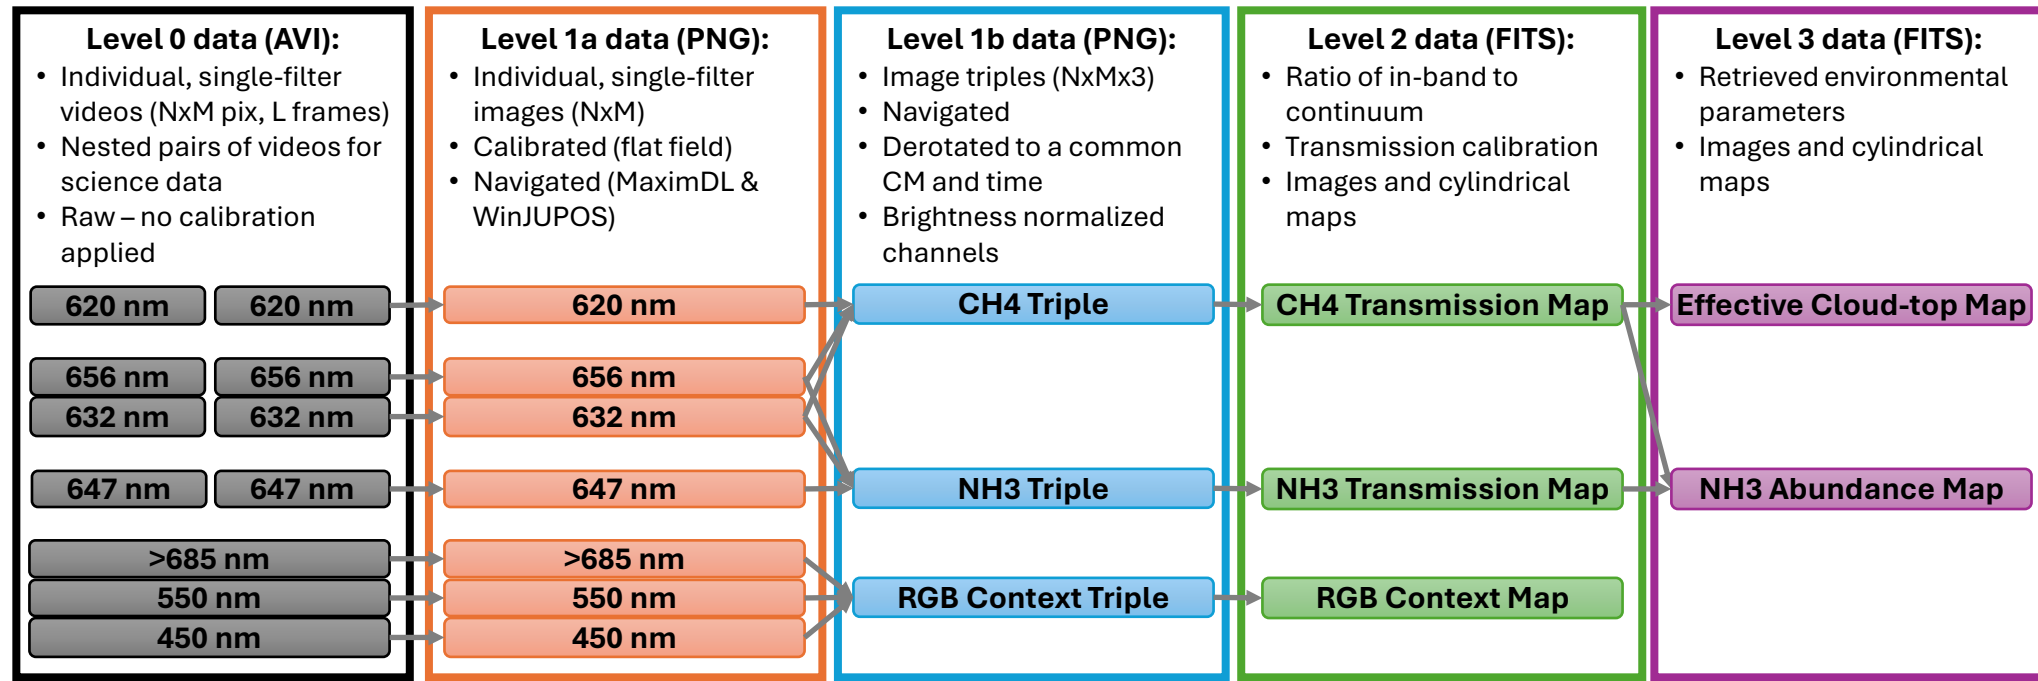 Level 0 data (AVI):
• Individual, single-filter
videos (NxM pix, L frames)
• Nested pairs of videos for
science data
• Raw – no calibration
applied
620 nm 620 nm
656 nm 656 nm
632 nm 632 nm
647 nm 647 nm
>685 nm
550 nm
450 nm
Level 1a data (PNG):
• Individual, single-filter
images (NxM)
• Calibrated (flat field)
• Navigated (MaximDL &
WinJUPOS)
620 nm
656 nm
632 nm
647 nm
>685 nm
550 nm
450 nm
Level 1b data (PNG):
• Image triples (NxMx3)
• Navigated
• Derotated to a common
CM and time
• Brightness normalized
channels
CH4 Triple
NH3 Triple
RGB Context Triple
Level 2 data (FITS):
• Ratio of in-band to
continuum
• Transmission calibration
• Images and cylindrical
maps
CH4 Transmission Map
NH3 Transmission Map
RGB Context Map
Level 3 data (FITS):
• Retrieved environmental
parameters
• Images and cylindrical
maps
Effective Cloud-top Map
NH3 Abundance Map